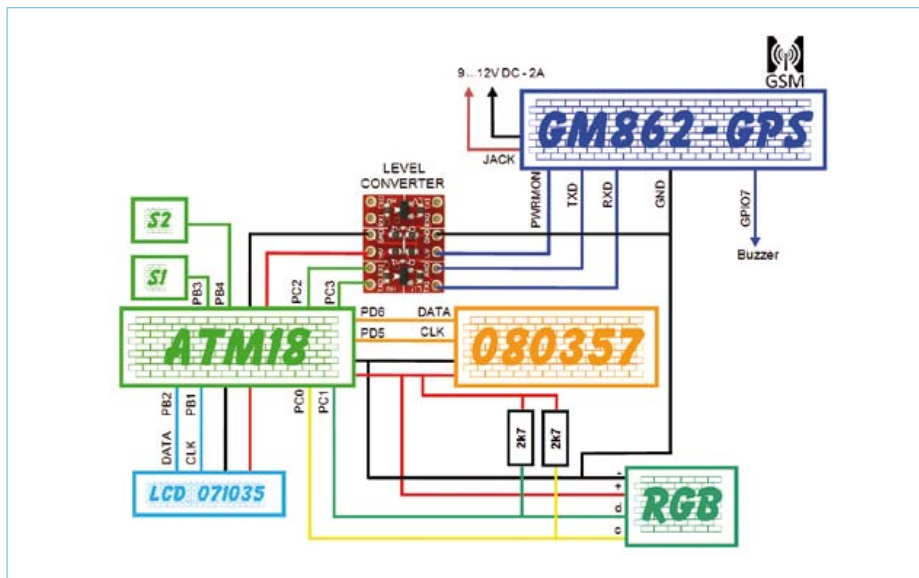 9...12V DC - 2A
GSM
GM862-GPS
JACK
LEVEL
CONVERTER
PWRMON
TXD
RXD
GND
GPIO7
Buzzer
S2
S1
PB3
PB4
PC2
PC3
ATM18
PD6 DATA
PD5 CLK
080357
PB2
PB1
PC0
PC1
DATA
CLK
2k7
2k7
LCD 071035
-
+
d
c
RGB